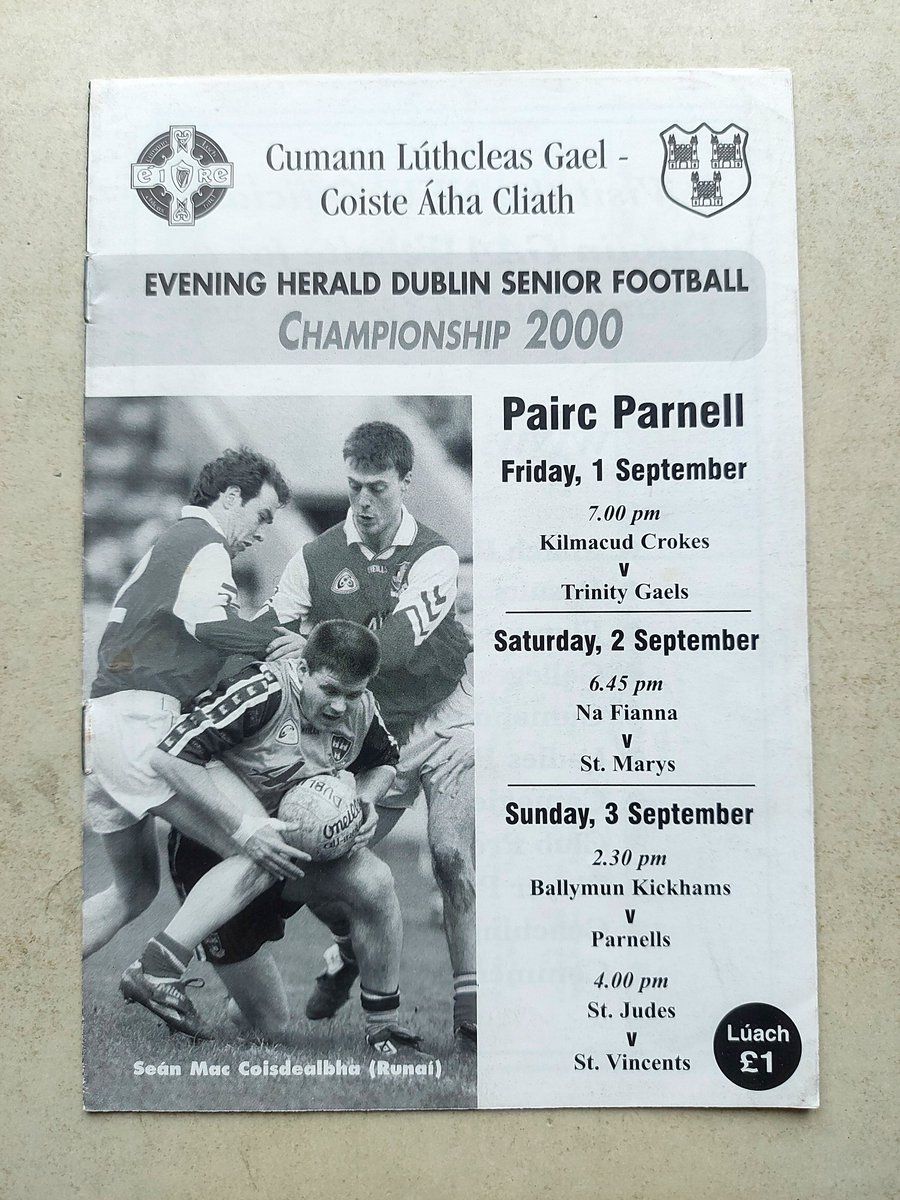 Cumann Lúthcleas Gael -
Coiste Átha Cliath
EIRE
EVENING HERALD DUBLIN SENIOR FOOTBALL
CHAMPIONSHIP 2000
Pairc Parnell
Friday, 1 September
7.00 pm
Kilmacud Crokes
v
Trinity Gaels
Saturday, 2 September
6.45 pm
Na Fianna
v
St. Marys
Sunday, 3 September
2.30 pm
Ballymun Kickhams
v
Parnells
4.00 pm
St. Judes
v
St. Vincents
Lúach
£1
DUBLIN
O'neills
Seán Mac Coisdealbha (Runaí)